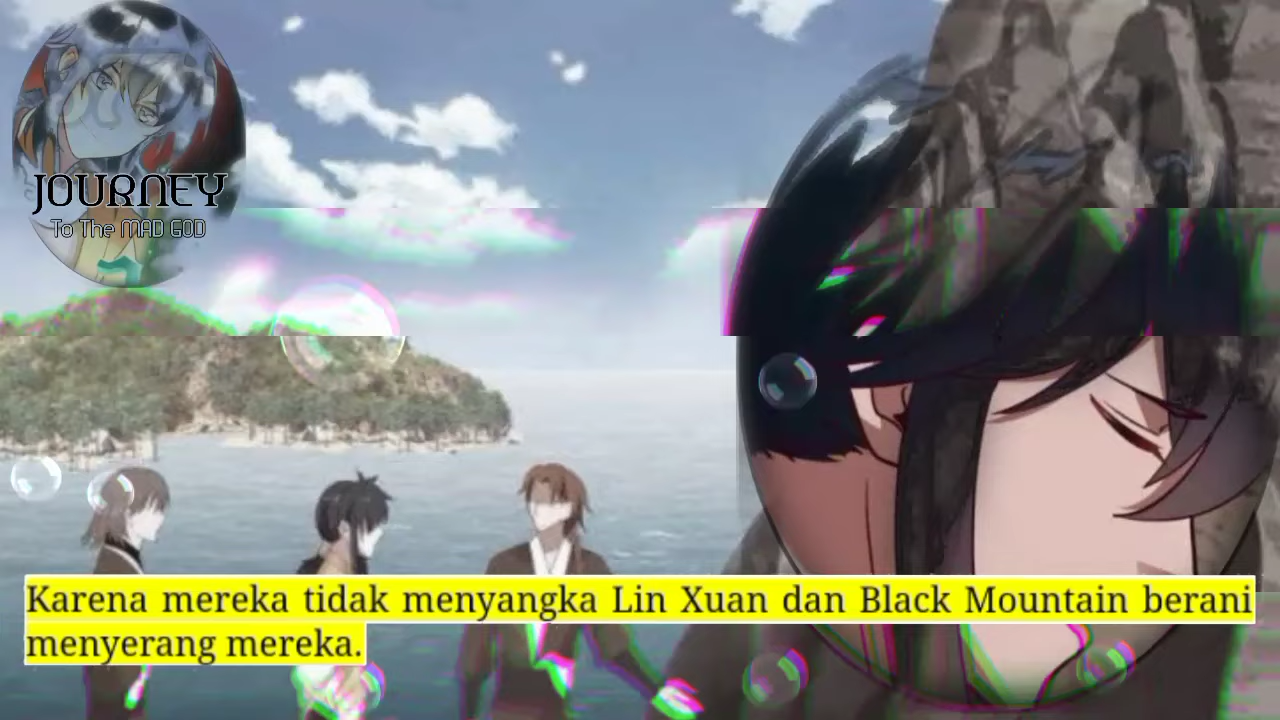 JOURNEY
To The MAD GOD
Karena mereka tidak menyangka Lin Xuan dan Black Mountain berani
menyerang mereka.